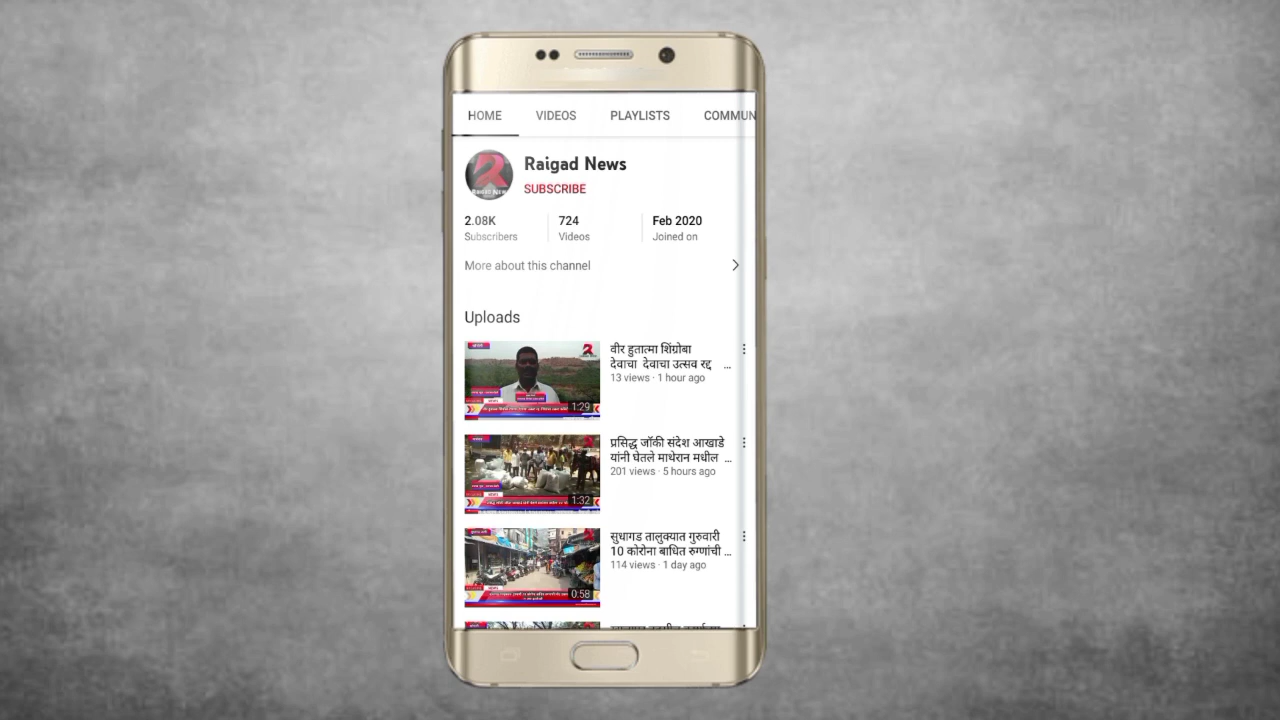 HOME VIDEOS PLAYLISTS COMMUN
Raigad News
SUBSCRIBE
2.08K 724 Feb 2020
Subscribers Videos Joined on
More about this channel
Uploads
वीर हुतात्मा शिंग्रोबा
देवाचा देवाचा उत्सव रद्द ...
13 views · 1 hour ago
1:29
प्रसिद्ध जॉकी संदेश आखाडे
यांनी घेतले माथेरान मधील ...
201 views · 5 hours ago
1:32
सुधागड तालुक्यात गुरुवारी
10 कोरोना बाधित रुग्णांची ...
114 views · 1 day ago
0:58